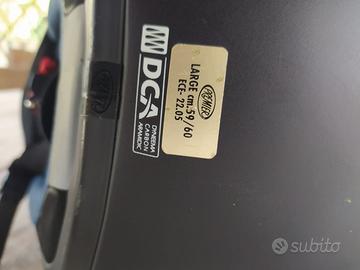 DCA
DYNEEMA
CARBON
ARAMIDIC
PREMIER
LARGE cm.59/60
ECE- 22.05
subito